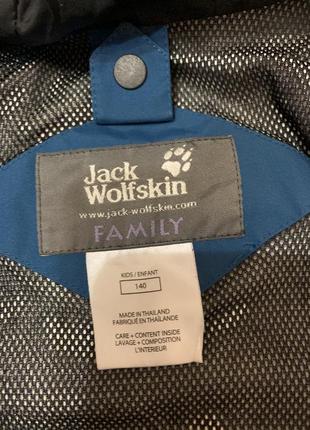 Jack
Wolfskin
www.jack-wolfskin.com
FAMILY
KIDS / ENFANT
140
MADE IN THAILAND
FABRIQUÉ EN THAÏLANDE
CARE + CONTENT INSIDE
LAVAGE + COMPOSITION
L'INTERIEUR